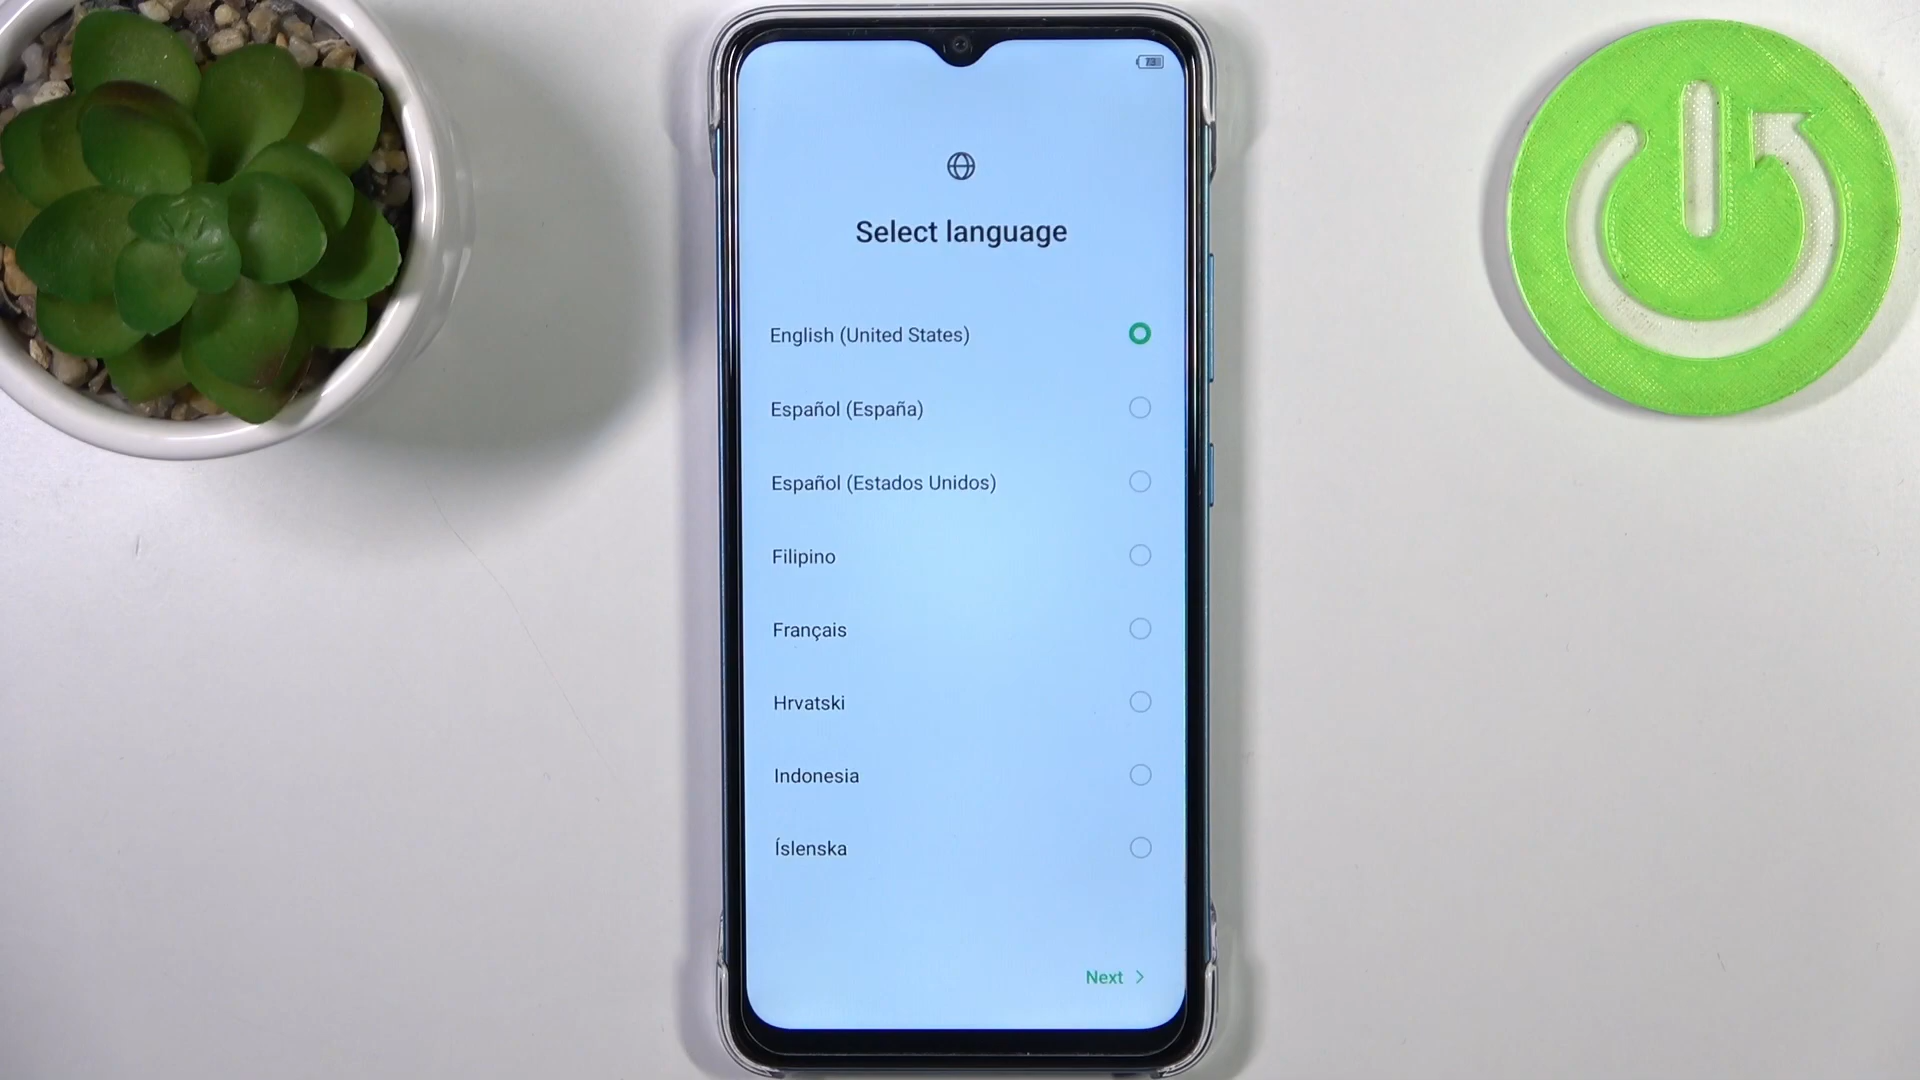 Select language
English (United States)
Español (España)
Español (Estados Unidos)
Filipino
Français
Hrvatski
Indonesia
Íslenska
Next